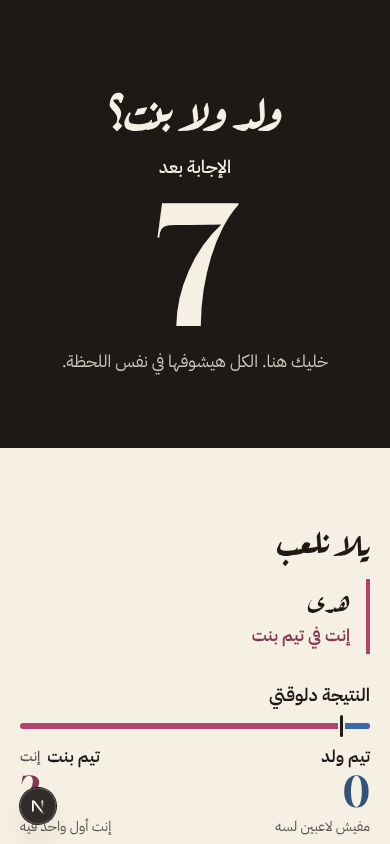 ولد ولا بنت؟
الإجابة بعد
7
خليك هنا. الكل هيشوفها في نفس اللحظة.
يلا نلعب
هدى
إنت في تيم بنت
النتيجة دلوقتي
تيم ولد
تيم بنت إنت
0
مفيش لاعبين لسه
إنت أول واحد فيه
N